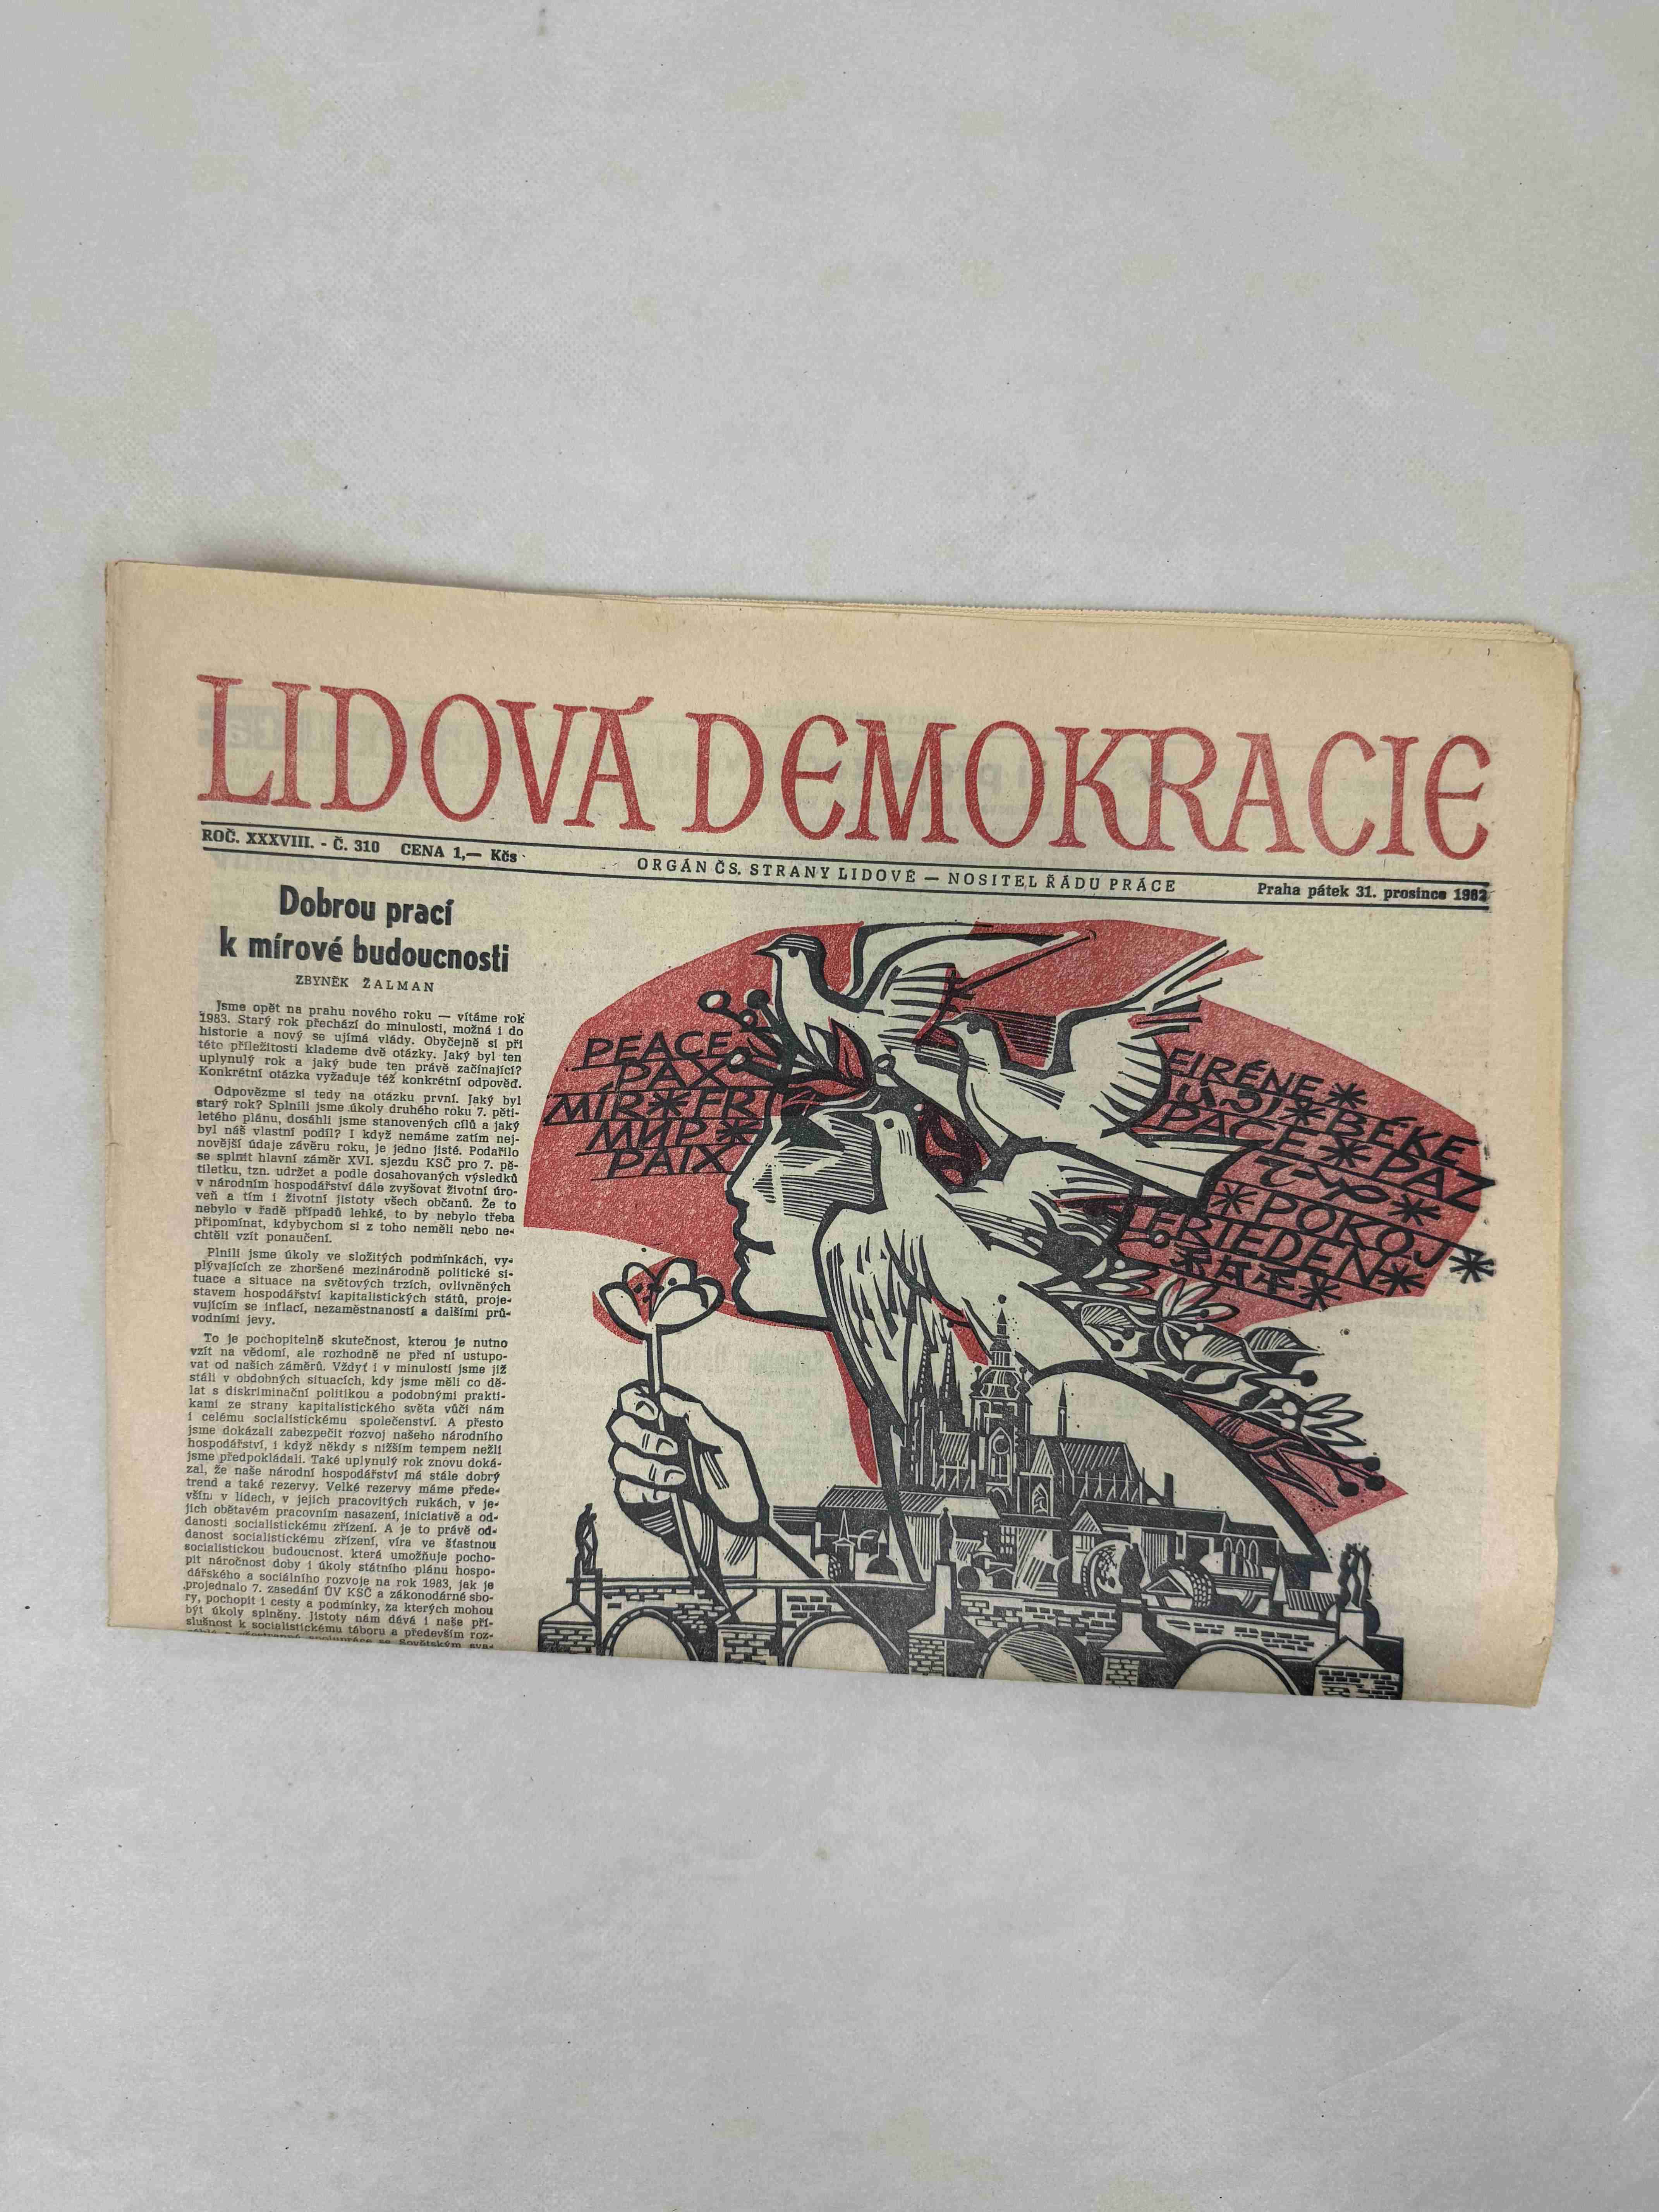 LIDOVÁ DEMOKRACIE
ROČ. XXXVIII. - Č. 310 CENA 1,— Kčs
ORGÁN ČS. STRANY LIDOVÉ — NOSITEL ŘÁDU PRÁCE
Praha pátek 31. prosince 1982
Dobrou prací
k mírové budoucnosti
ZBYNĚK ŽALMAN
Jsme opět na prahu nového roku — vítáme rok
1983. Starý rok přechází do minulosti, možná i do
historie a nový se ujímá vlády. Obyčejně si při
této příležitosti klademe dvě otázky. Jaký byl ten
uplynulý rok a jaký bude ten právě začínající?
Konkrétní otázka vyžaduje též konkrétní odpověď.
Odpovězme si tedy na otázku první. Jaký byl
starý rok? Splnili jsme úkoly druhého roku 7. pěti-
letého plánu, dosáhli jsme stanovených cílů a jaký
byl náš vlastní podíl? I když nemáme zatím nej-
novější údaje závěru roku, je jedno jisté. Podařilo
se splnit hlavní záměr XVI. sjezdu KSČ pro 7. pě-
tiletku, tzn. udržet a podle dosahovaných výsledků
v národním hospodářství dále zvyšovat životní úro-
veň a tím i životní jistoty všech občanů. Že to
nebylo v řadě případů lehké, to by nebylo třeba
připomínat, kdybychom si z toho neměli nebo ne-
chtěli vzít ponaučení.
Plnili jsme úkoly ve složitých podmínkách, vy-
plývajících ze zhoršené mezinárodně politické si-
tuace a situace na světových trzích, ovlivněných
stavem hospodářství kapitalistických států, proje-
vujícím se inflací, nezaměstnaností a dalšími prů-
vodními jevy.
To je pochopitelně skutečnost, kterou je nutno
vzít na vědomí, ale rozhodně ne před ní ustupo-
vat od našich záměrů. Vždyť i v minulosti jsme již
stáli v obdobných situacích, kdy jsme měli co dě-
lat s diskriminační politikou a podobnými prakti-
kami ze strany kapitalistického světa vůči nám
i celému socialistickému společenství. A přesto
jsme dokázali zabezpečit rozvoj našeho národního
hospodářství, i když někdy s nižším tempem nežli
jsme předpokládali. Také uplynulý rok znovu doká-
zal, že naše národní hospodářství má stále dobrý
trend a také rezervy. Velké rezervy máme přede-
vším v lidech, v jejich pracovitých rukách, v je-
jich obětavém pracovním nasazení, iniciativě a od-
danosti socialistickému zřízení. A je to právě od-
danost socialistickému zřízení, víra ve šťastnou
socialistickou budoucnost, která umožňuje pocho-
pit náročnost doby i úkoly státního plánu hospo-
dářského a sociálního rozvoje na rok 1983, jak je
projednalo 7. zasedání ÚV KSČ a zákonodárné sbo-
ry, pochopit i cesty a podmínky, za kterých mohou
být úkoly splněny. Jistoty nám dává i naše pří-
slušnost k socialistickému táboru a především roz-
PEACE
PAX
MÍR * FR
МИР *
PAIX
EIRÉNE *
* BÉKE
PACE * PAZ
*
* POKOJ *
FRIEDEN *
*